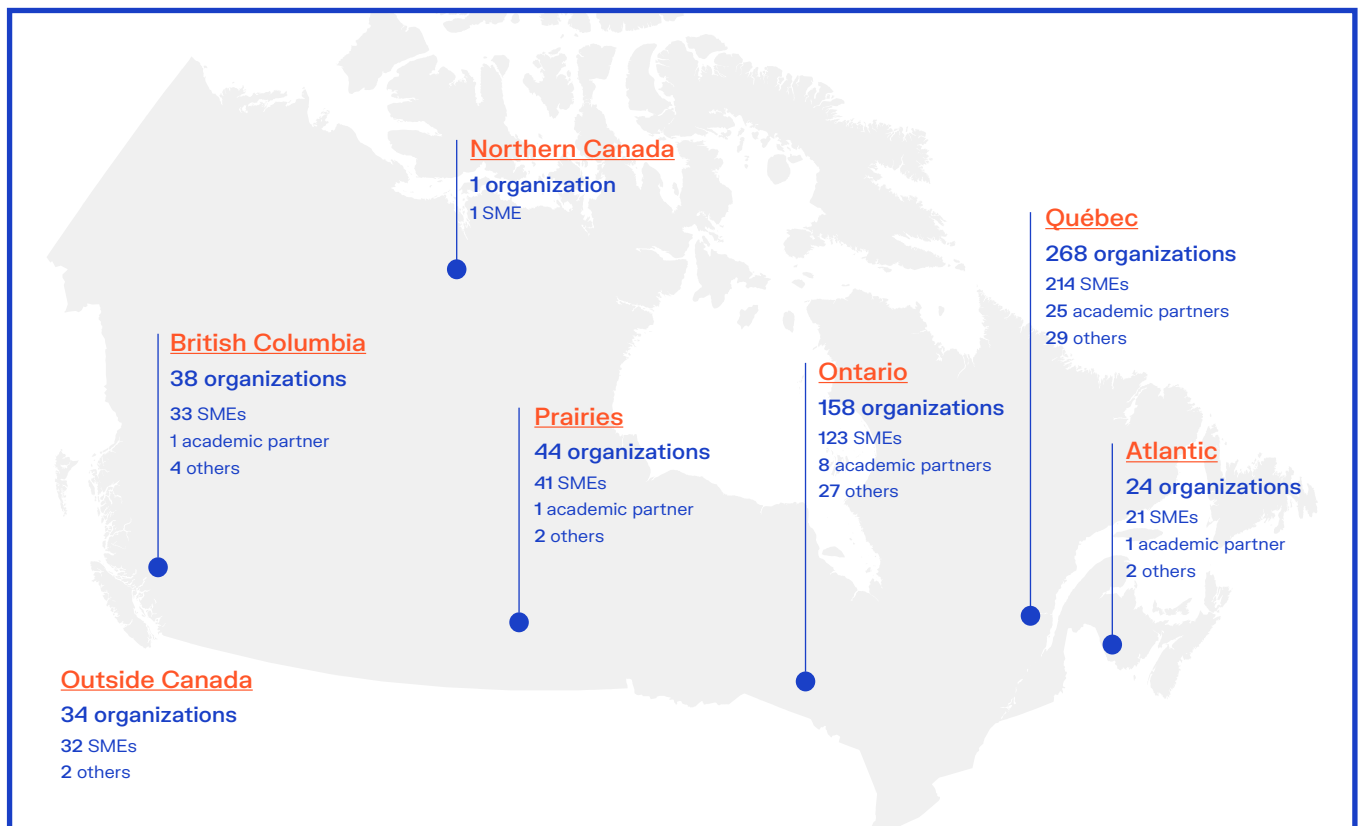 Northern Canada
1 organization
1 SME
Québec
268 organizations
214 SMEs
25 academic partners
29 others
British Columbia
38 organizations
33 SMEs
1 academic partner
4 others
Ontario
158 organizations
123 SMEs
8 academic partners
27 others
Prairies
44 organizations
41 SMEs
1 academic partner
2 others
Atlantic
24 organizations
21 SMEs
1 academic partner
2 others
Outside Canada
34 organizations
32 SMEs
2 others